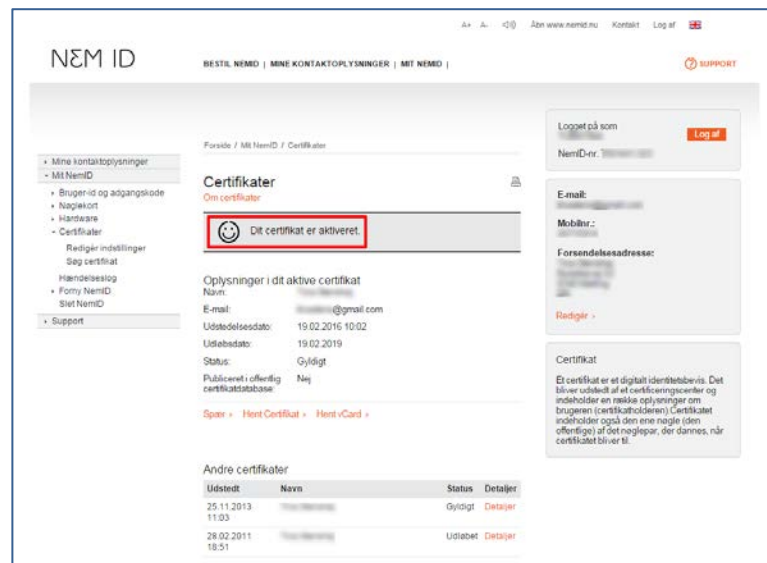 A+ A- Åbn www.nemid.nu Kontakt Log af
NEM ID
BESTIL NEMID | MINE KONTAKTOPLYSNINGER | MIT NEMID |
SUPPORT
Forside / Mit NemID / Certifikater
Mine kontaktoplysninger
Mit NemID
Bruger-id og adgangskode
Nøglekort
Hardware
Certifikater
Redigér indstillinger
Søg certifikat
Hændelseslog
Forny NemID
Slet NemID
Support
Certifikater
Om certifikater
Dit certifikat er aktiveret.
Oplysninger i dit aktive certifikat
Navn:
E-mail: @gmail.com
Udstedelsesdato: 19.02.2016 10:02
Udløbsdato: 19.02.2019
Status: Gyldigt
Publiceret i offentlig Nej
certifikatdatabase:
Spær › Hent Certifikat › Hent vCard ›
Andre certifikater
Udstedt Navn Status Detaljer
25.11.2013 Gyldigt Detaljer
11:03
28.02.2011 Udløbet Detaljer
18:51
Logget på som
Log af
NemID-nr.
E-mail:
Mobilnr.:
Forsendelsesadresse:
Redigér ›
Certifikat
Et certifikat er et digitalt identitetsbevis. Det
bliver udstedt af et certificeringscenter og
indeholder en række oplysninger om
brugeren (certifikatholderen).Certifikatet
indeholder også den ene nøgle (den
offentlige) af det nøglepar, der dannes, når
certifikatet bliver til.